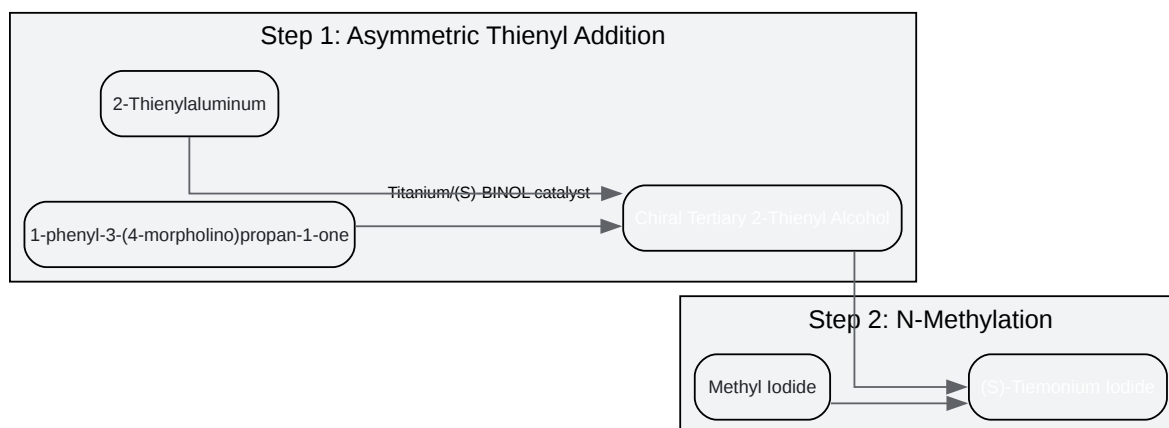 Step 1: Asymmetric Thienyl Addition
2-Thienylaluminum
Titanium/(S)-BINOL catalyst
1-phenyl-3-(4-morpholino)propan-1-one
Chiral Tertiary 2-Thienyl Alcohol
Step 2: N-Methylation
Methyl Iodide
(S)-Tiemonium Iodide